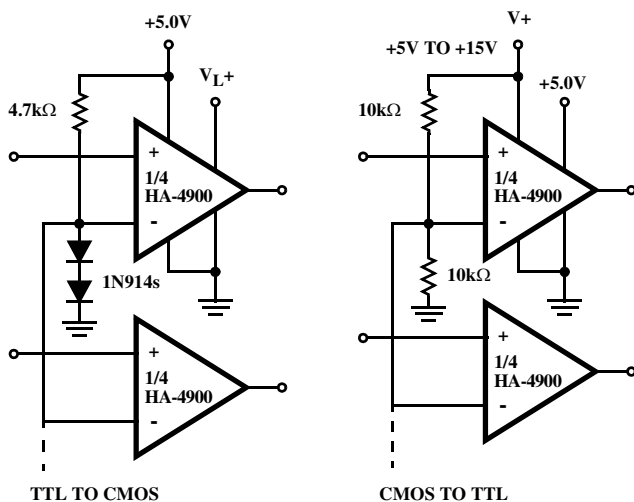 +5.0V
V_L+
4.7kΩ
+
1/4
HA-4900
-
1N914s
+
1/4
HA-4900
-
TTL TO CMOS
V+
+5V TO +15V
+5.0V
10kΩ
+
1/4
HA-4900
-
10kΩ
+
1/4
HA-4900
-
CMOS TO TTL